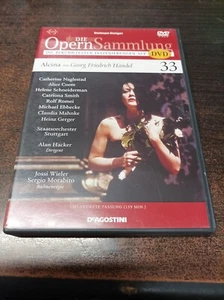 DIE
OpernSammlung
DVD
Alcina von Georg Friedrich Händel
33
Catherine Naglestad
Alice Coote
Helene Schneiderman
Catriona Smith
Rolf Romei
Michael Ebbecke
Claudia Mahnke
Heinz Gerger
Staatsorchester
Stuttgart
Alan Hacker
Dirigent
Jossi Wieler
Sergio Morabito
DEAGOSTINI